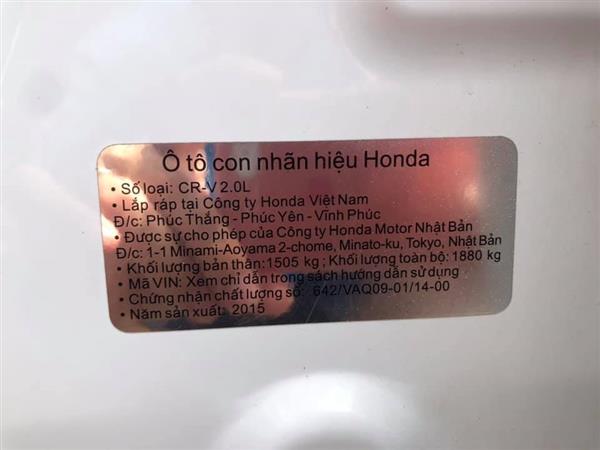 Ô tô con nhãn hiệu Honda
• Số loại: CR-V 2.0L
• Lắp ráp tại Công ty Honda Việt Nam
Đ/c: Phúc Thắng - Phúc Yên - Vĩnh Phúc
• Được sự cho phép của Công ty Honda Motor Nhật Bản
Đ/c: 1-1 Minami-Aoyama 2-chome, Minato-ku, Tokyo, Nhật Bản
• Khối lượng bản thân: 1505 kg ; Khối lượng toàn bộ: 1880 kg
• Mã VIN: Xem chỉ dẫn trong sách hướng dẫn sử dụng
• Chứng nhận chất lượng số: 642/VAQ09-01/14-00
• Năm sản xuất: 2015